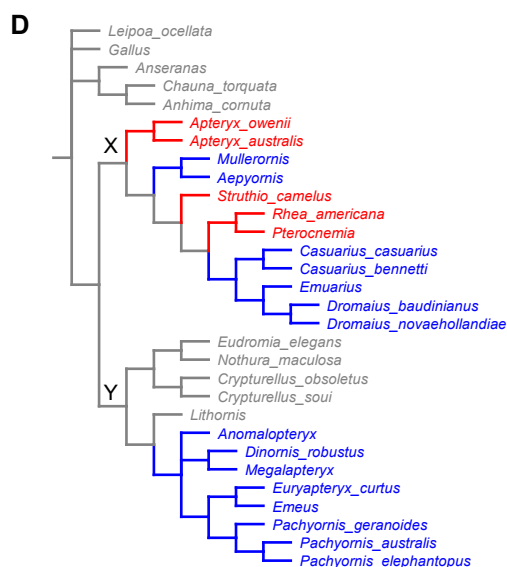 D
Leipoa_ocellata
Gallus
Anseranas
Chauna_torquata
Anhima_cornuta
X
Apteryx_owenii
Apteryx_australis
Mullerornis
Aepyornis
Struthio_camelus
Rhea_americana
Pterocnemia
Casuarius_casuarius
Casuarius_bennetti
Emuarius
Dromaius_baudinianus
Dromaius_novaehollandiae
Eudromia_elegans
Nothura_maculosa
Y
Crypturellus_obsoletus
Crypturellus_soui
Lithornis
Anomalopteryx
Dinornis_robustus
Megalapteryx
Euryapteryx_curtus
Emeus
Pachyornis_geranoides
Pachyornis_australis
Pachyornis_elephantopus